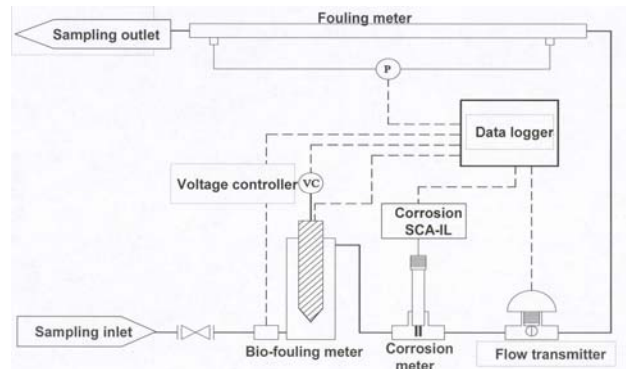 Fouling meter
Sampling outlet
P
Data logger
Voltage controller
VC
Corrosion
SCA-IL
Sampling inlet
Bio-fouling meter
Corrosion
meter
Flow transmitter